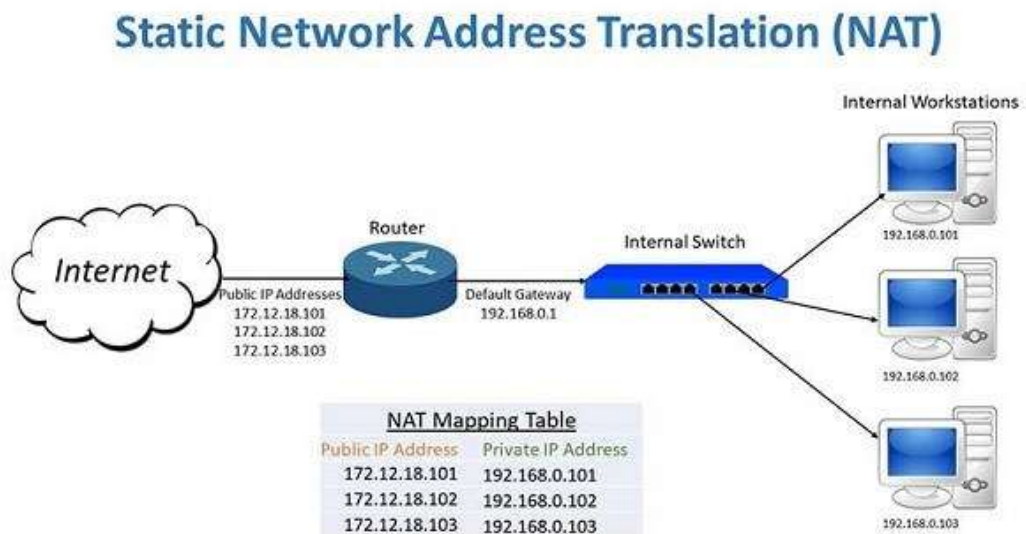 Static Network Address Translation (NAT)
Internal Workstations
192.168.0.101
Router
Internal Switch
Internet
Public IP Addresses
172.12.18.101
172.12.18.102
172.12.18.103
Default Gateway
192.168.0.1
192.168.0.102
NAT Mapping Table
Public IP Address Private IP Address
172.12.18.101 192.168.0.101
172.12.18.102 192.168.0.102
172.12.18.103 192.168.0.103
192.168.0.103